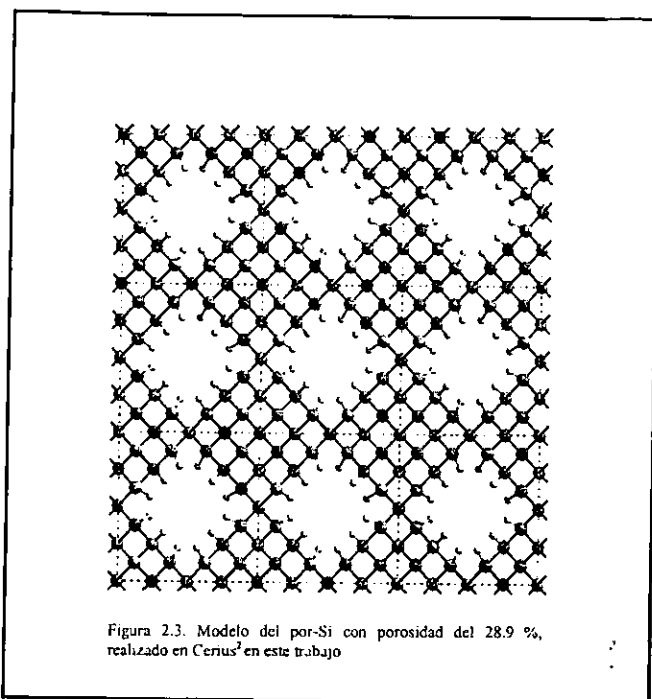 Figura 2.3. Modelo del por-Si con porosidad del 28.9 %,
realizado en Cerius² en este trabajo